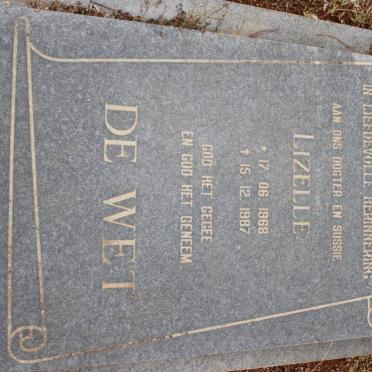 IN LIEFDEVOLLE HERINNERING
AAN ONS DOGTER EN SUSSIE
LIZELLE
* 17 06 1968
† 15 12 1987
GOD HET GEGEE
EN GOD HET GENEEM
DE WET